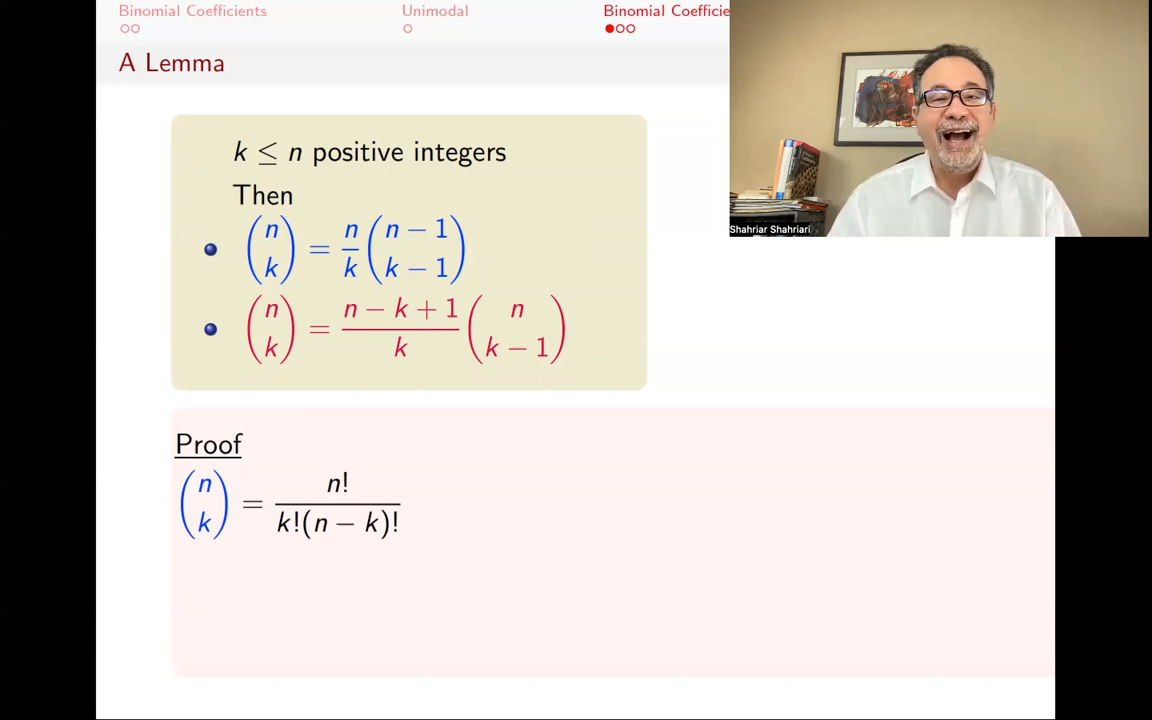 Binomial Coefficients Unimodal Binomial Coefficie
A Lemma
k ≤ n positive integers
Then
(n k) = n/k (n − 1 k − 1)
(n k) = (n − k + 1)/k (n k − 1)
Proof
(n k) = n!/(k!(n − k)!)
Shahriar Shahriari